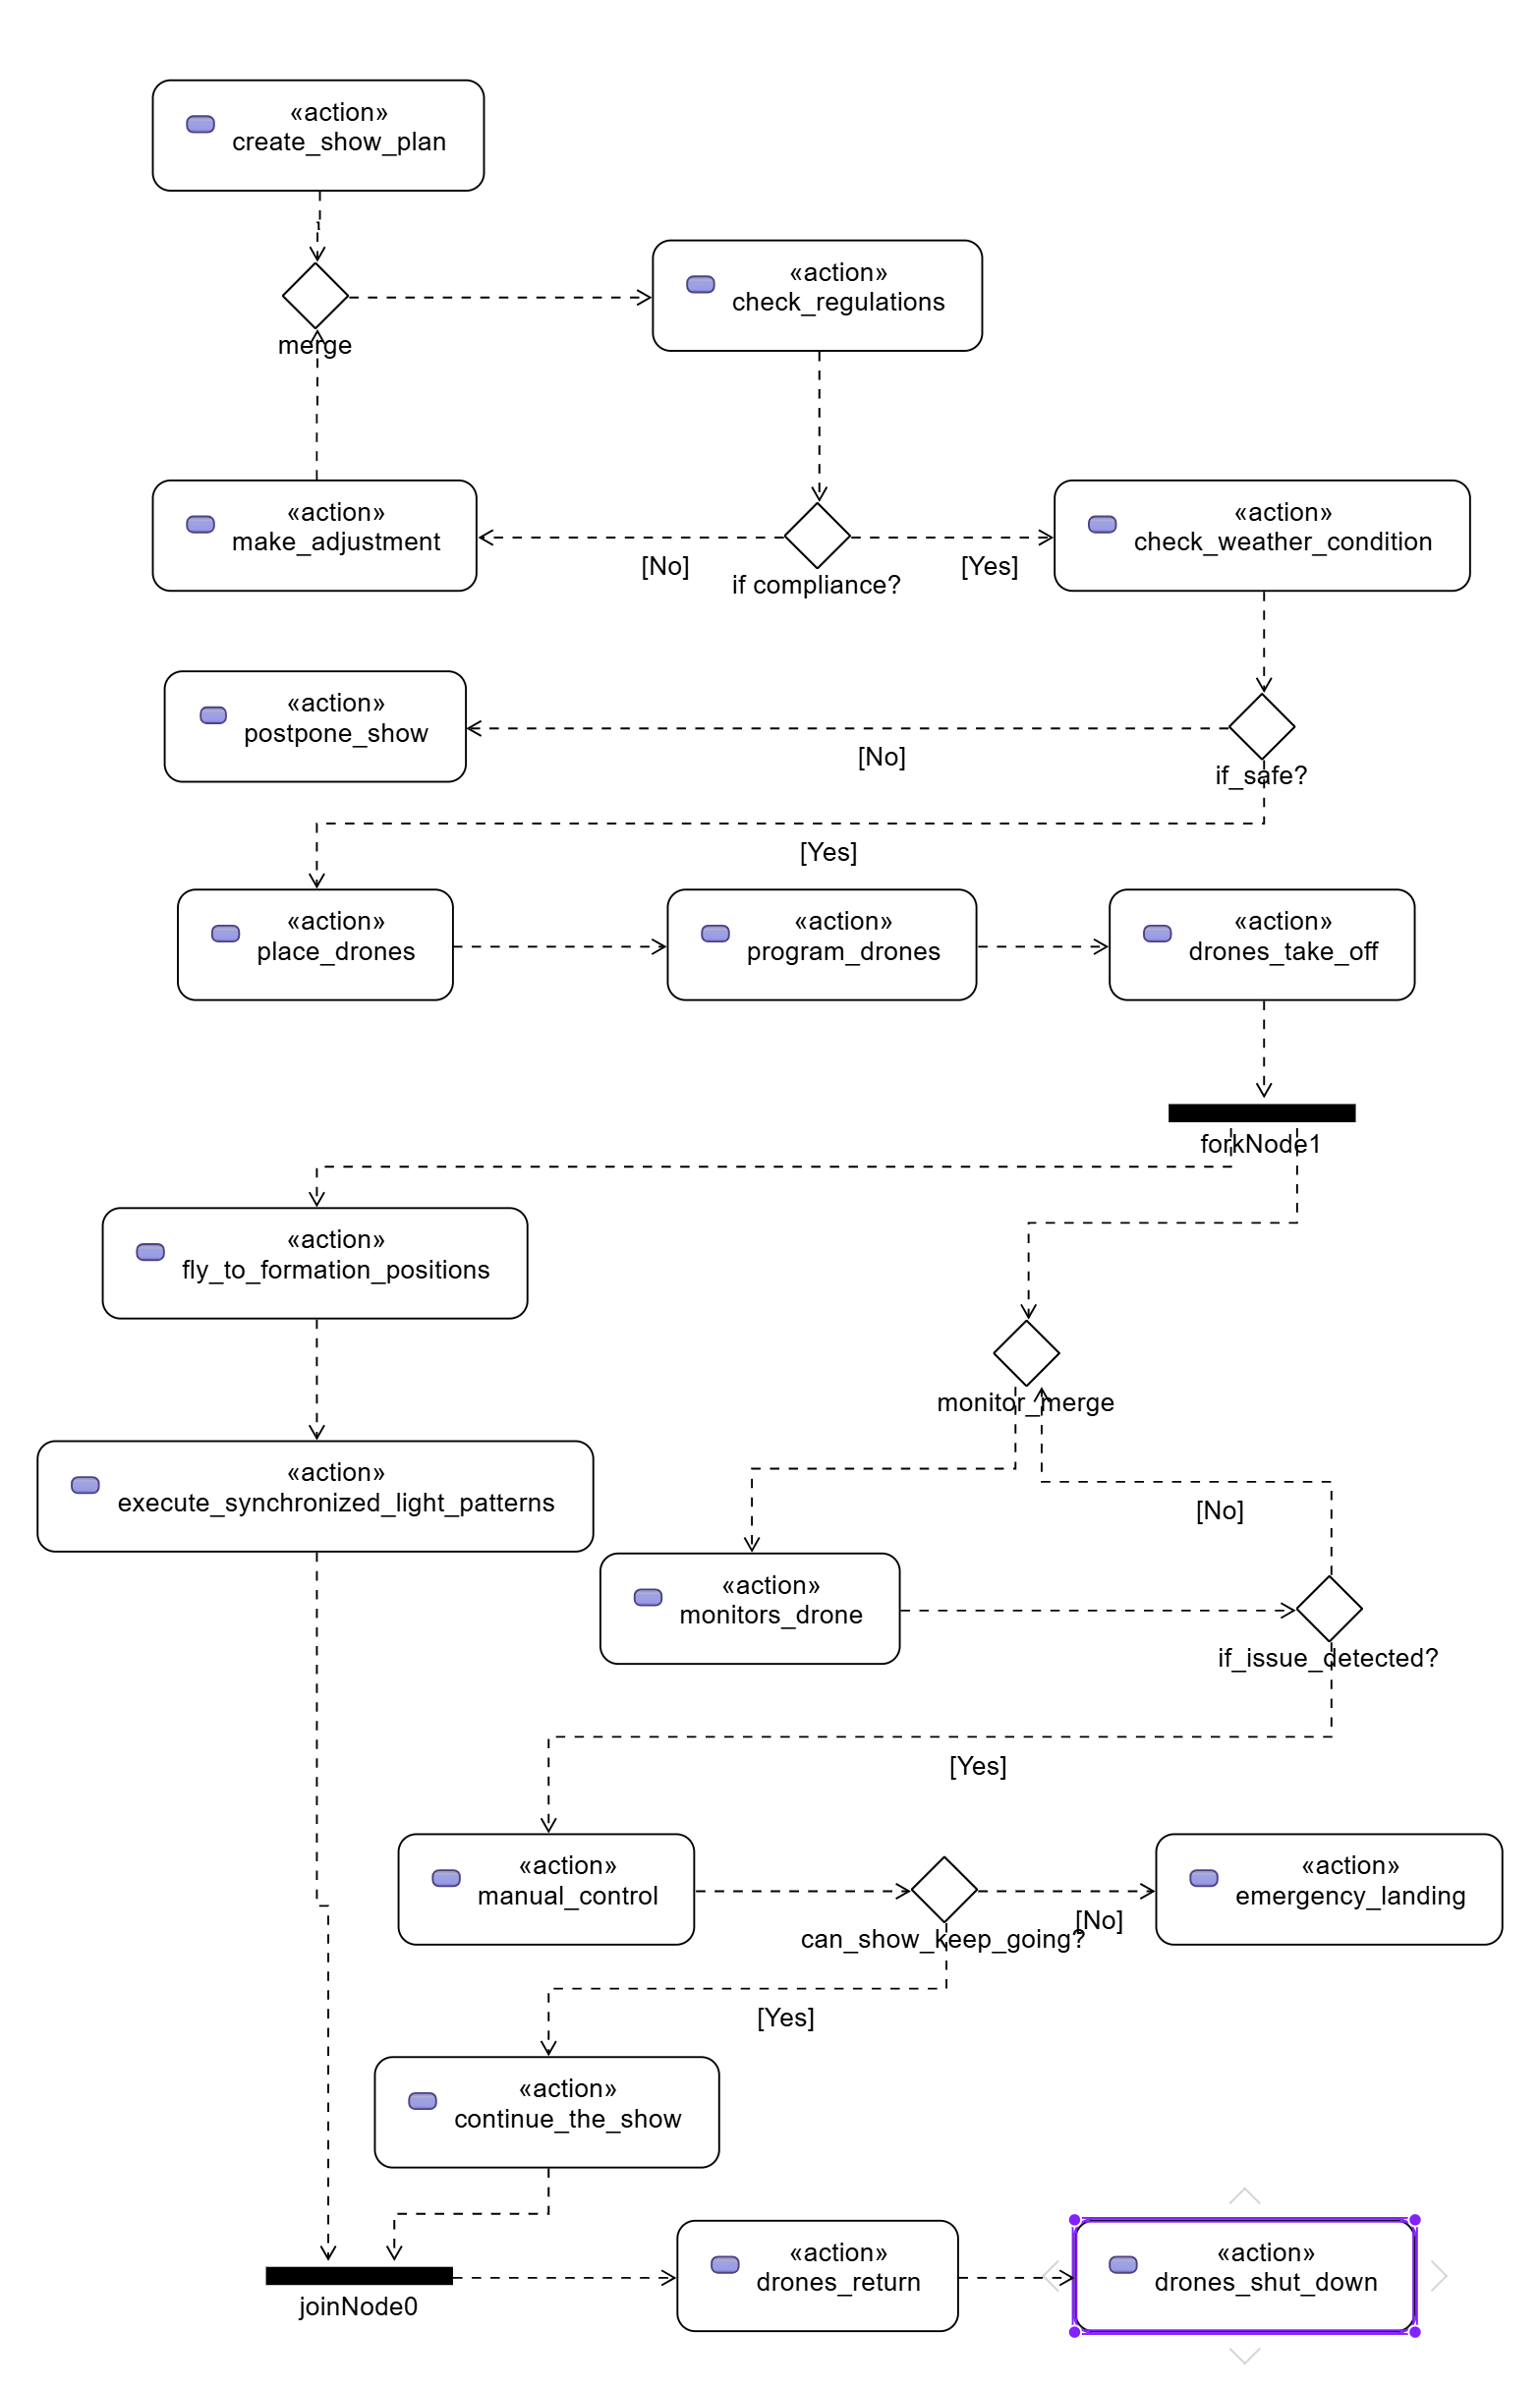 «action»
create_show_plan
«action»
check_regulations
merge
«action»
make_adjustment
[No]
if compliance?
[Yes]
«action»
check_weather_condition
«action»
postpone_show
[No]
if_safe?
[Yes]
«action»
place_drones
«action»
program_drones
«action»
drones_take_off
forkNode1
«action»
fly_to_formation_positions
monitor_merge
«action»
execute_synchronized_light_patterns
[No]
«action»
monitors_drone
if_issue_detected?
[Yes]
«action»
manual_control
can_show_keep_going?
[No]
«action»
emergency_landing
[Yes]
«action»
continue_the_show
joinNode0
«action»
drones_return
«action»
drones_shut_down